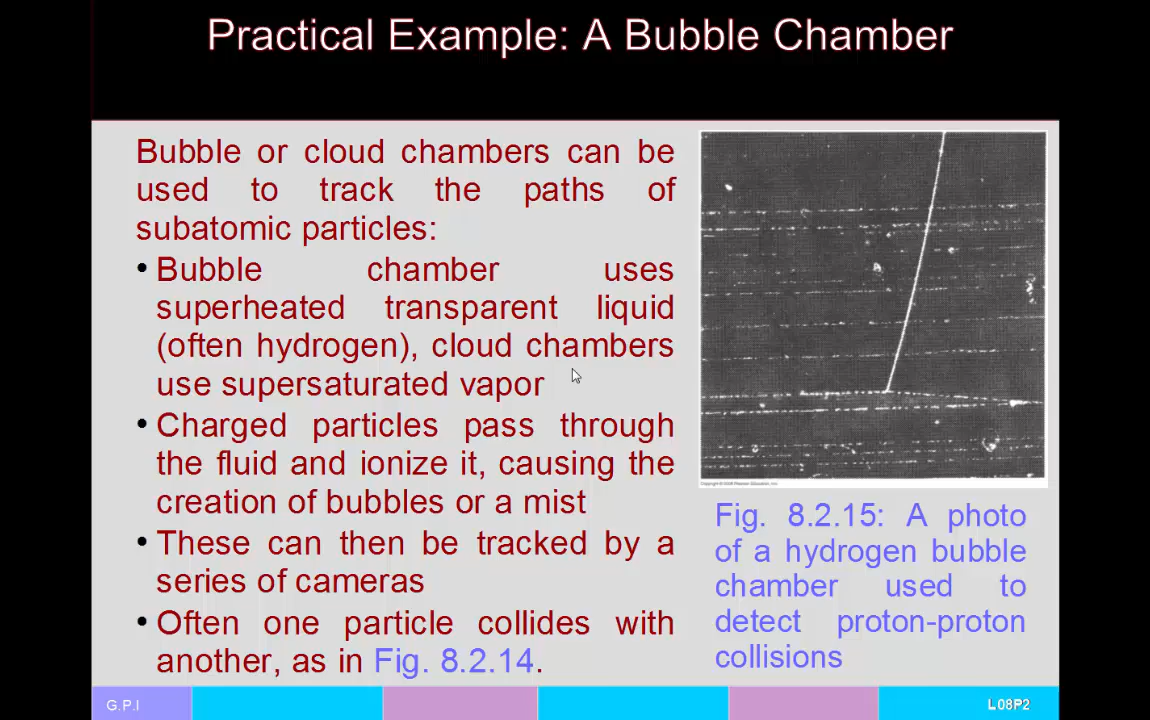 Practical Example: A Bubble Chamber
Bubble or cloud chambers can be
used to track the paths of
subatomic particles:
• Bubble chamber uses
superheated transparent liquid
(often hydrogen), cloud chambers
use supersaturated vapor
• Charged particles pass through
the fluid and ionize it, causing the
creation of bubbles or a mist
• These can then be tracked by a
series of cameras
• Often one particle collides with
another, as in Fig. 8.2.14.
Fig. 8.2.15: A photo
of a hydrogen bubble
chamber used to
detect proton-proton
collisions
G.P.I
L08P2